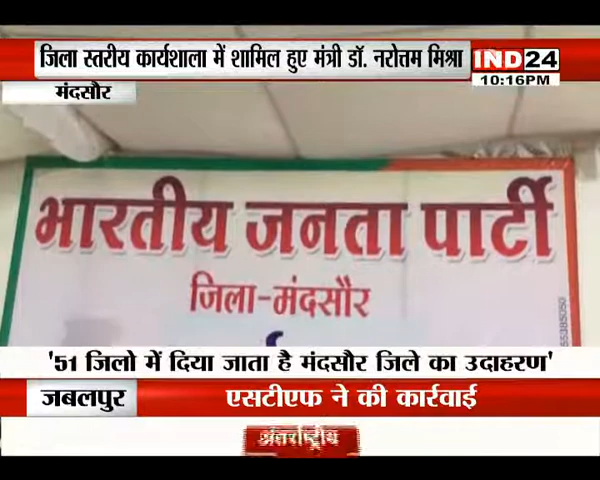 जिला स्तरीय कार्यशाला में शामिल हुए मंत्री डॉ. नरोत्तम मिश्रा
IND24
10:16PM
मंदसौर
भारतीय जनता पार्टी
जिला-मंदसौर
'51 जिलो में दिया जाता है मंदसौर जिले का उदाहरण'
जबलपुर
एसटीएफ ने की कार्रवाई
अंतर्राष्ट्रीय